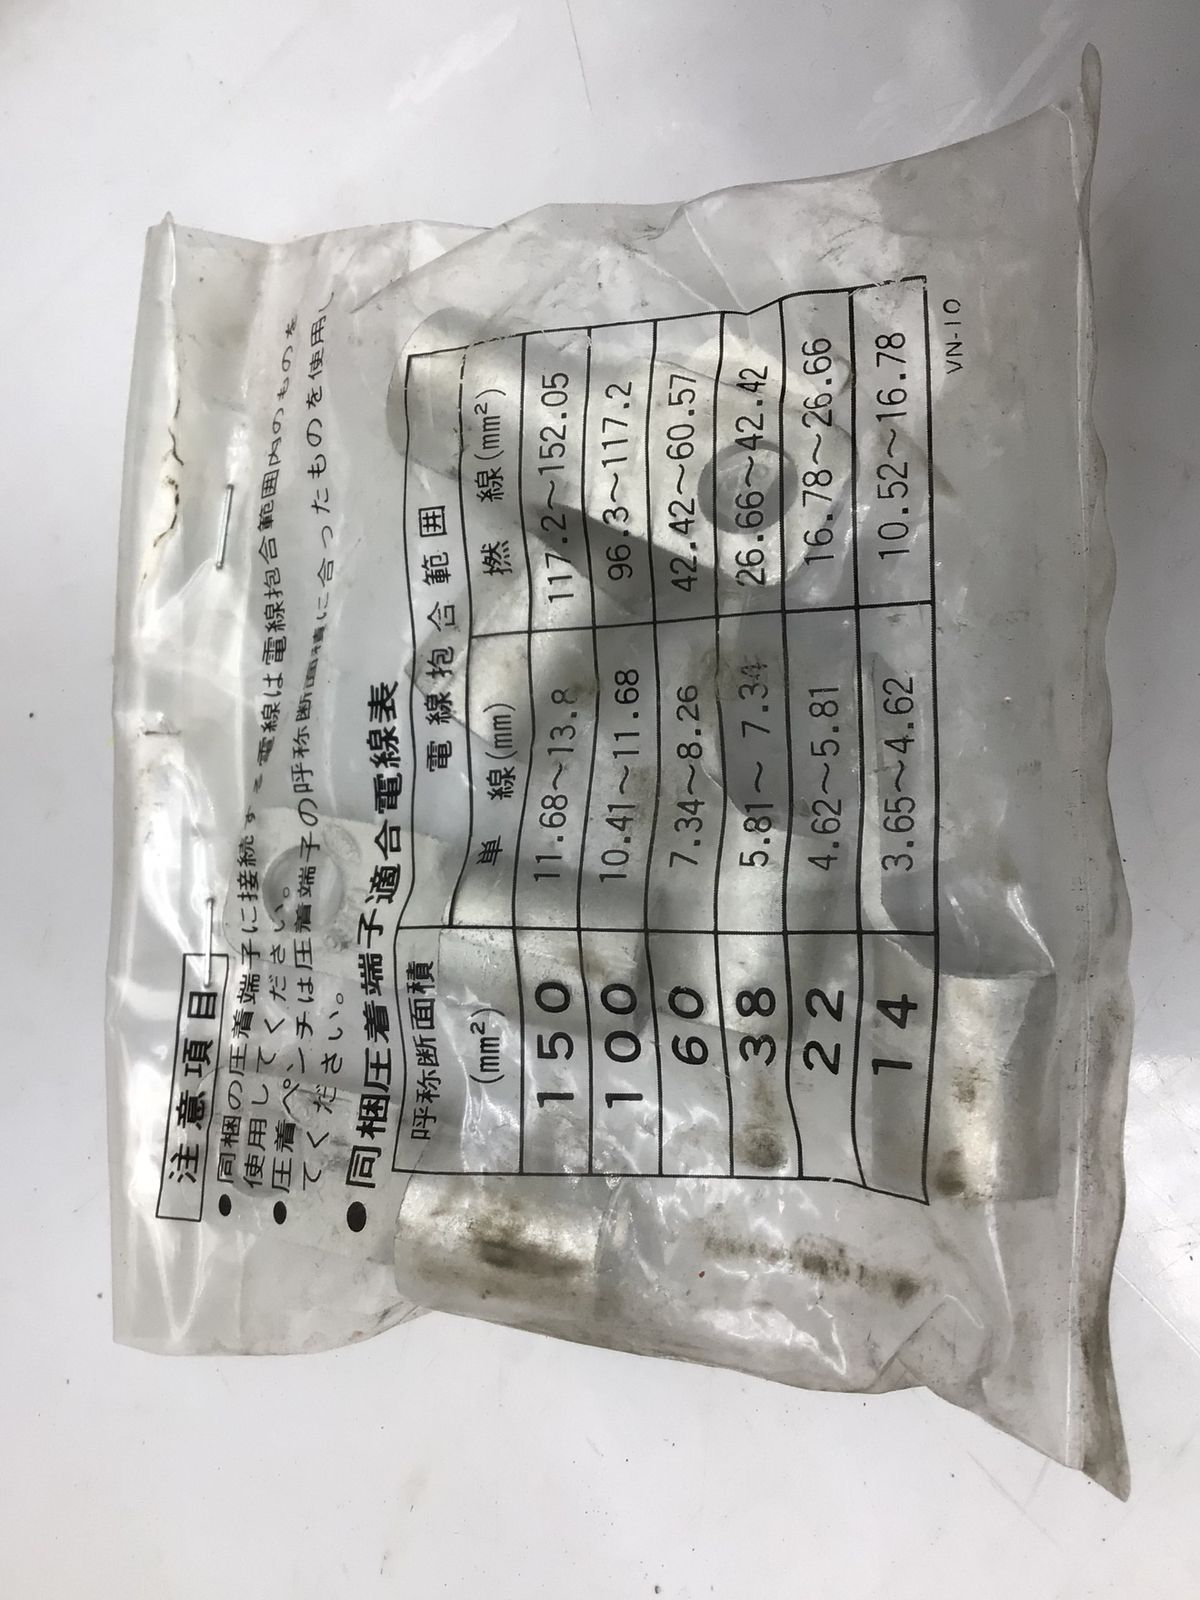 注意項目
●同梱の圧着端子に接続する電線は電線抱合範囲内のものを
使用してください。
●圧着ペンチは圧着端子の呼称断面積に合ったものを使用し
てください。
●同梱圧着端子適合電線表
呼称断面積 (mm²) 電線抱合範囲
単線(mm) 撚線(mm²)
150 11.68~13.8 117.2~152.05
100 10.41~11.68 96.3~117.2
60 7.34~8.26 42.42~60.57
38 5.81~7.34 26.66~42.42
22 4.62~5.81 16.78~26.66
14 3.65~4.62 10.52~16.78
VN-10